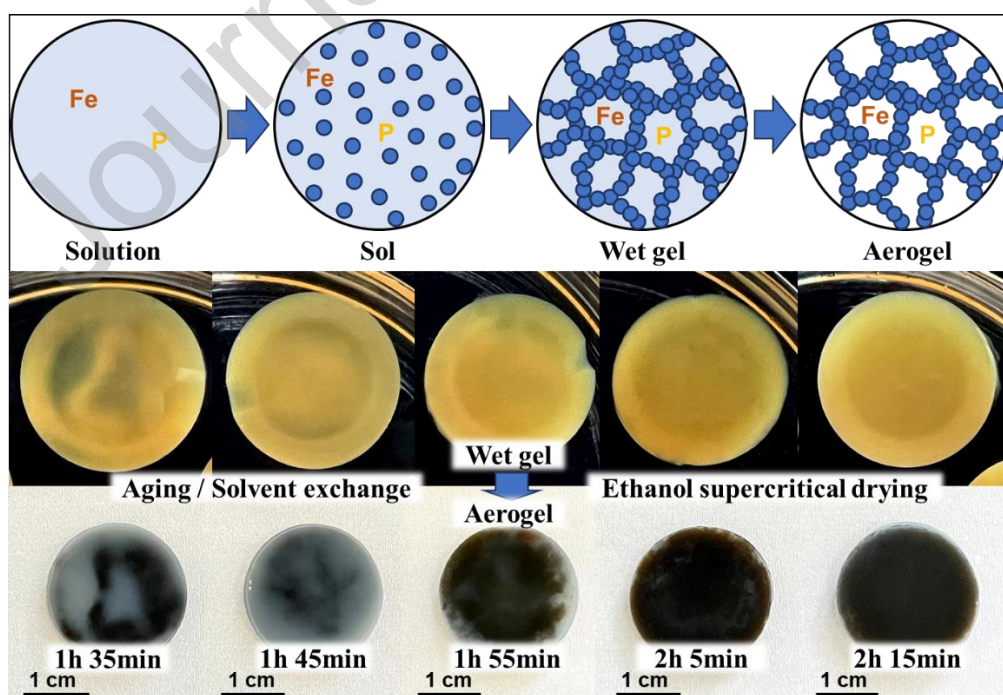 Journ
Fe
P
Fe
P
Fe
P
Fe
P
Solution
Sol
Wet gel
Aerogel
Wet gel
Aging / Solvent exchange
Ethanol supercritical drying
Aerogel
1h 35min
1h 45min
1h 55min
2h 5min
2h 15min
1 cm
1 cm
1 cm
1 cm
1 cm